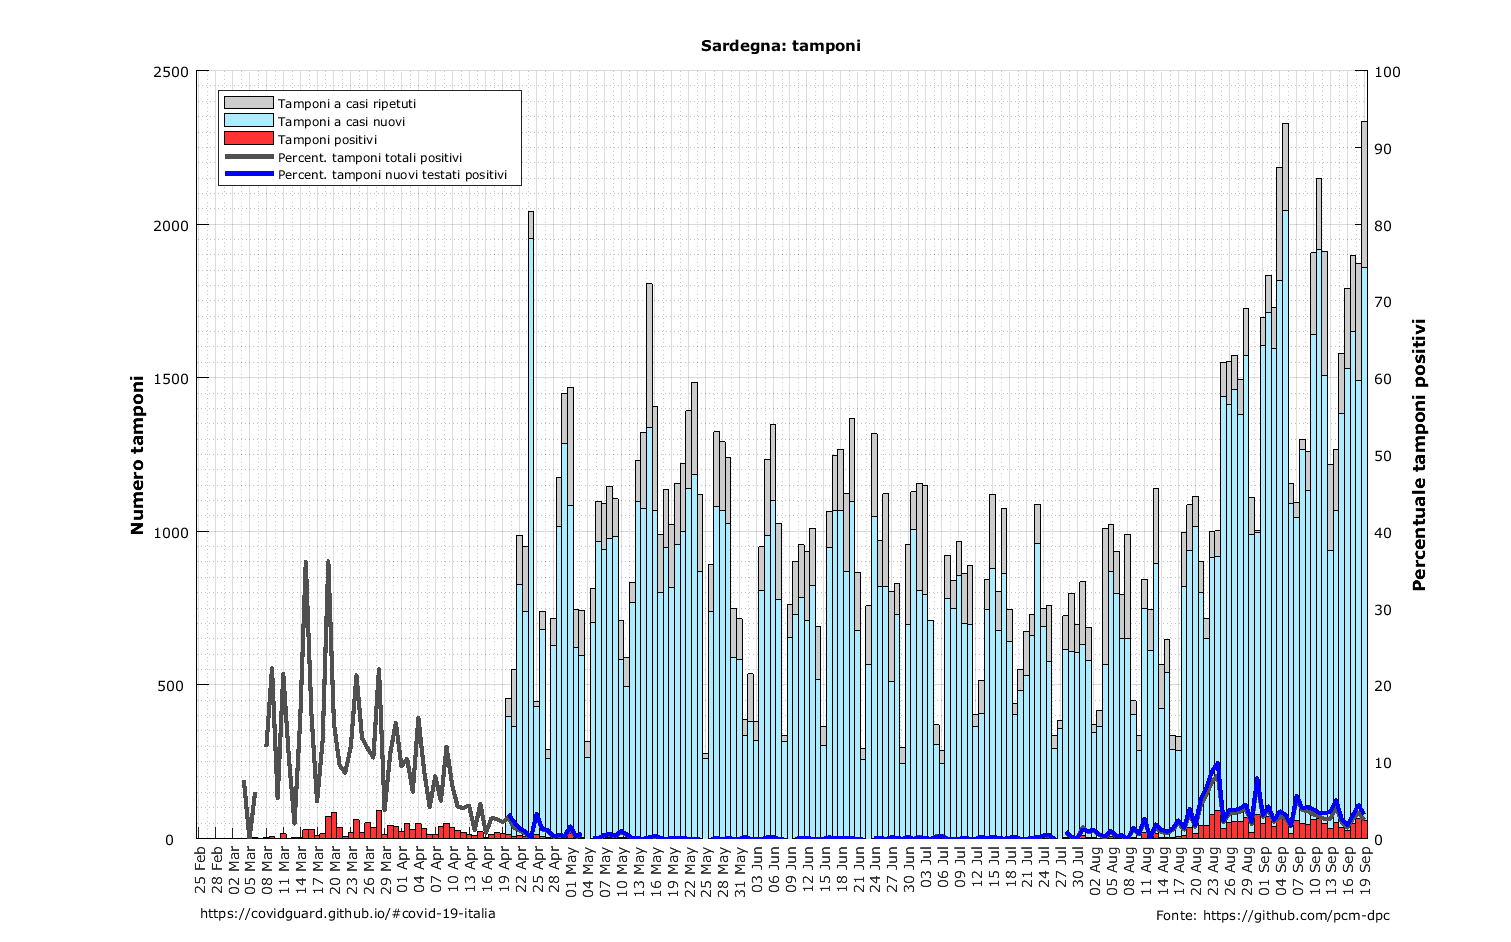 Sardegna: tamponi
2500
2000
1500
1000
500
0
Numero tamponi
100
90
80
70
60
50
40
30
20
10
0
Percentuale tamponi positivi
Tamponi a casi ripetuti
Tamponi a casi nuovi
Tamponi positivi
Percent. tamponi totali positivi
Percent. tamponi nuovi testati positivi
25 Feb
28 Feb
02 Mar
05 Mar
08 Mar
11 Mar
14 Mar
17 Mar
20 Mar
23 Mar
26 Mar
29 Mar
01 Apr
04 Apr
07 Apr
10 Apr
13 Apr
16 Apr
19 Apr
22 Apr
25 Apr
28 Apr
01 May
04 May
07 May
10 May
13 May
16 May
19 May
22 May
25 May
28 May
31 May
03 Jun
06 Jun
09 Jun
12 Jun
15 Jun
18 Jun
21 Jun
24 Jun
27 Jun
30 Jun
03 Jul
06 Jul
09 Jul
12 Jul
15 Jul
18 Jul
21 Jul
24 Jul
27 Jul
30 Jul
02 Aug
05 Aug
08 Aug
11 Aug
14 Aug
17 Aug
20 Aug
23 Aug
26 Aug
29 Aug
01 Sep
04 Sep
07 Sep
10 Sep
13 Sep
16 Sep
19 Sep
https://covidguard.github.io/#covid-19-italia
Fonte: https://github.com/pcm-dpc